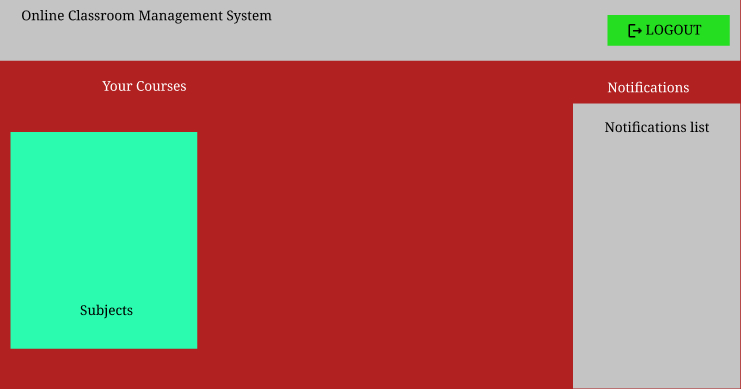 Online Classroom Management System
LOGOUT
Your Courses
Notifications
Notifications list
Subjects